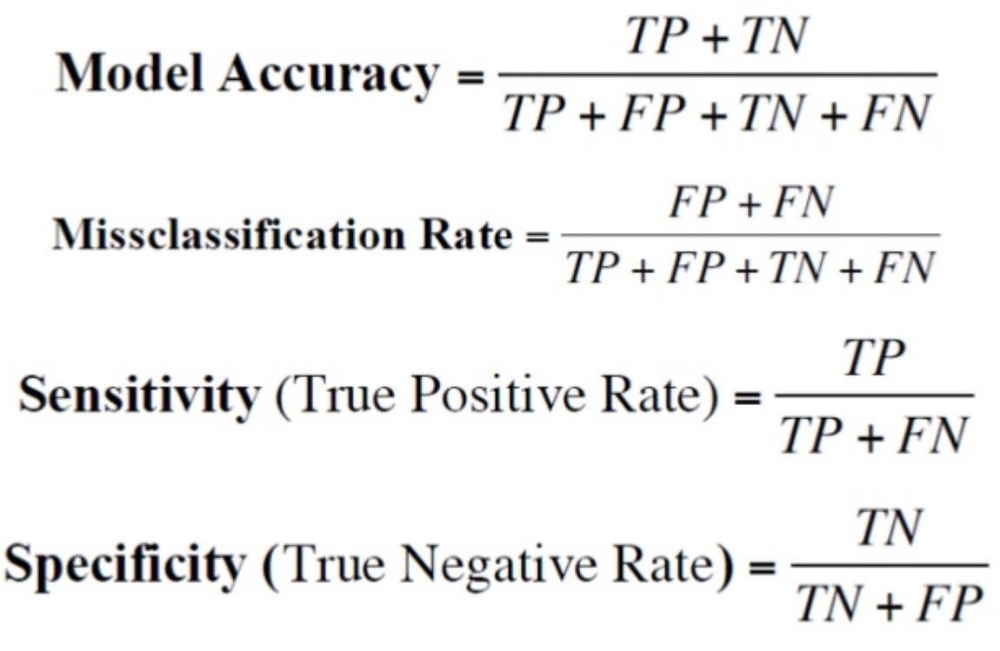 Model Accuracy = TP + TN / TP + FP + TN + FN
Missclassification Rate = FP + FN / TP + FP + TN + FN
Sensitivity (True Positive Rate) = TP / TP + FN
Specificity (True Negative Rate) = TN / TN + FP